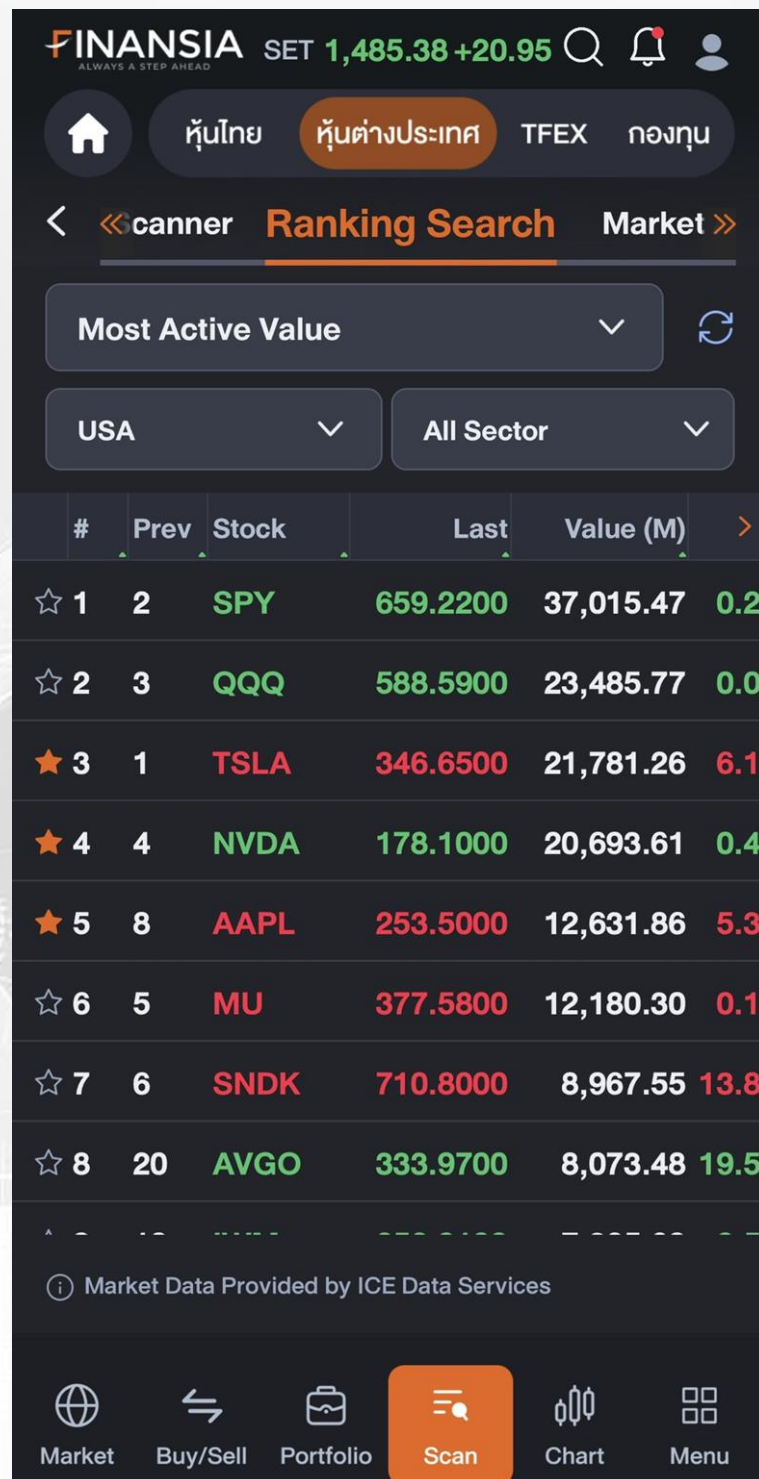 FINANSIA SET 1,485.38 +20.95
ALWAYS A STEP AHEAD
หุ้นไทย หุ้นต่างประเทศ TFEX กองทุน
Scanner Ranking Search Market
Most Active Value
USA All Sector
# Prev Stock Last Value (M)
1 2 SPY 659.2200 37,015.47 0.2
2 3 QQQ 588.5900 23,485.77 0.0
3 1 TSLA 346.6500 21,781.26 6.1
4 4 NVDA 178.1000 20,693.61 0.4
5 8 AAPL 253.5000 12,631.86 5.3
6 5 MU 377.5800 12,180.30 0.1
7 6 SNDK 710.8000 8,967.55 13.8
8 20 AVGO 333.9700 8,073.48 19.5
Market Data Provided by ICE Data Services
Market Buy/Sell Portfolio Scan Chart Menu